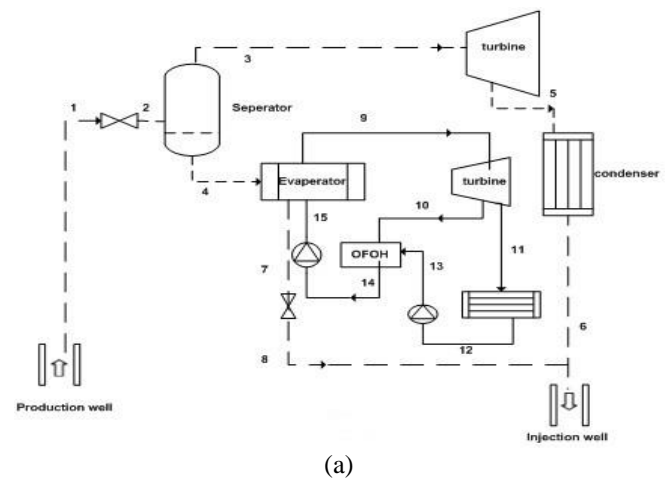 3
turbine
1
2
Seperator
5
9
condenser
4
Evaperator
turbine
15
10
7
OFOH
13
11
14
6
12
8
Production well
Injection well
(a)